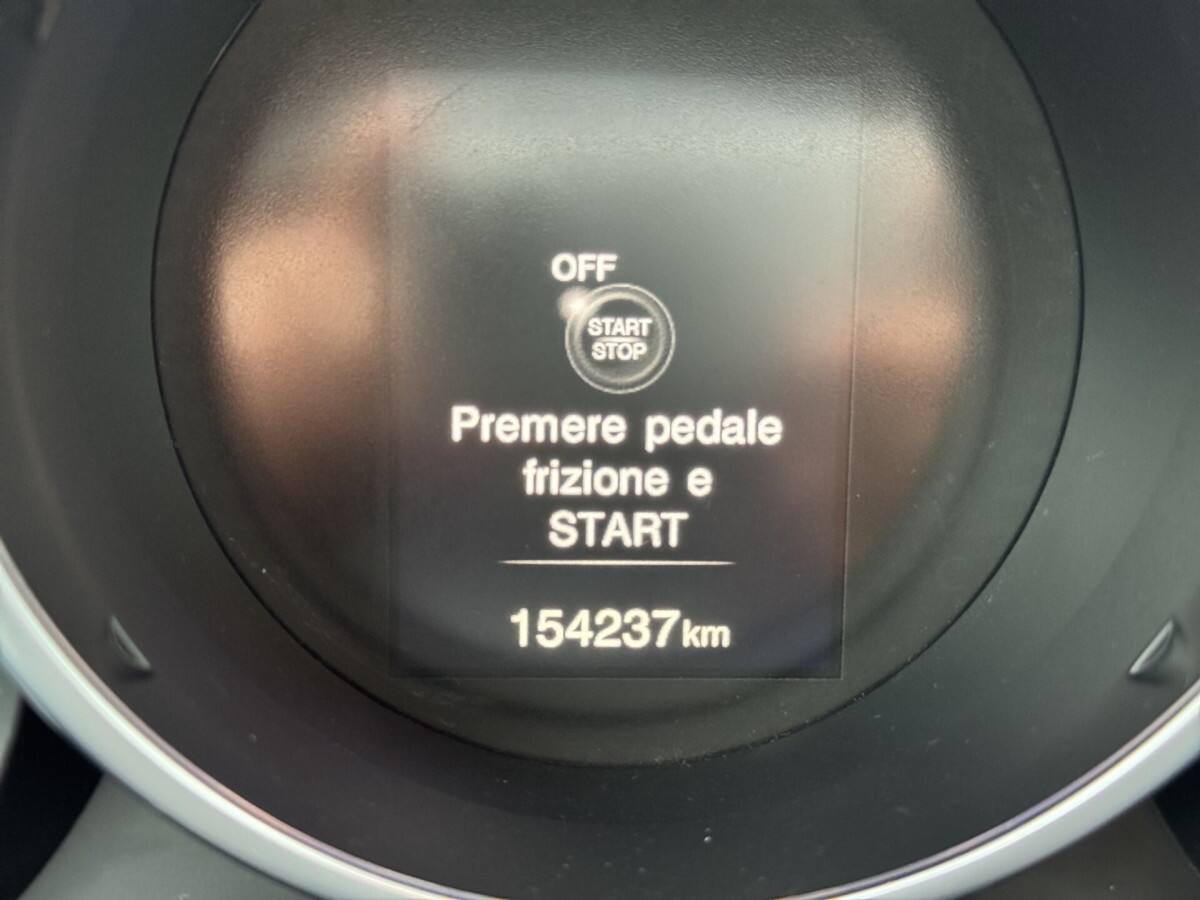 OFF
START
STOP
Premere pedale
frizione e
START
154237km